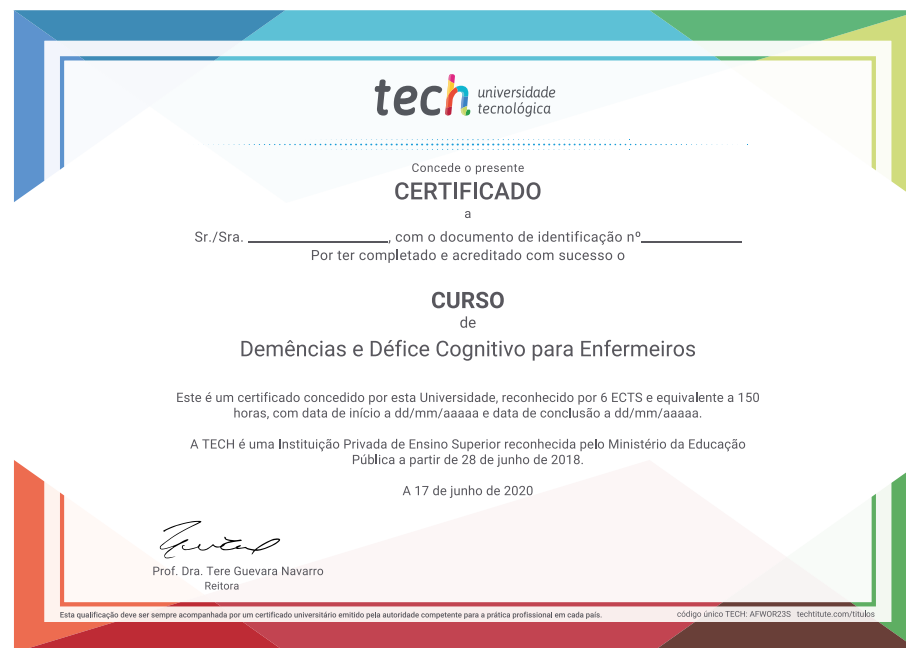 tech universidade
tecnológica
Concede o presente
CERTIFICADO
a
Sr./Sra. ____________________, com o documento de identificação nº______________
Por ter completado e acreditado com sucesso o
CURSO
de
Demências e Défice Cognitivo para Enfermeiros
Este é um certificado concedido por esta Universidade, reconhecido por 6 ECTS e equivalente a 150
horas, com data de início a dd/mm/aaaaa e data de conclusão a dd/mm/aaaaa.
A TECH é uma Instituição Privada de Ensino Superior reconhecida pelo Ministério da Educação
Pública a partir de 28 de junho de 2018.
A 17 de junho de 2020
Prof. Dra. Tere Guevara Navarro
Reitora
Esta qualificação deve ser sempre acompanhada por um certificado universitário emitido pela autoridade competente para a prática profissional em cada país.
código único TECH: AFWOR23S techtitute.com/titulos